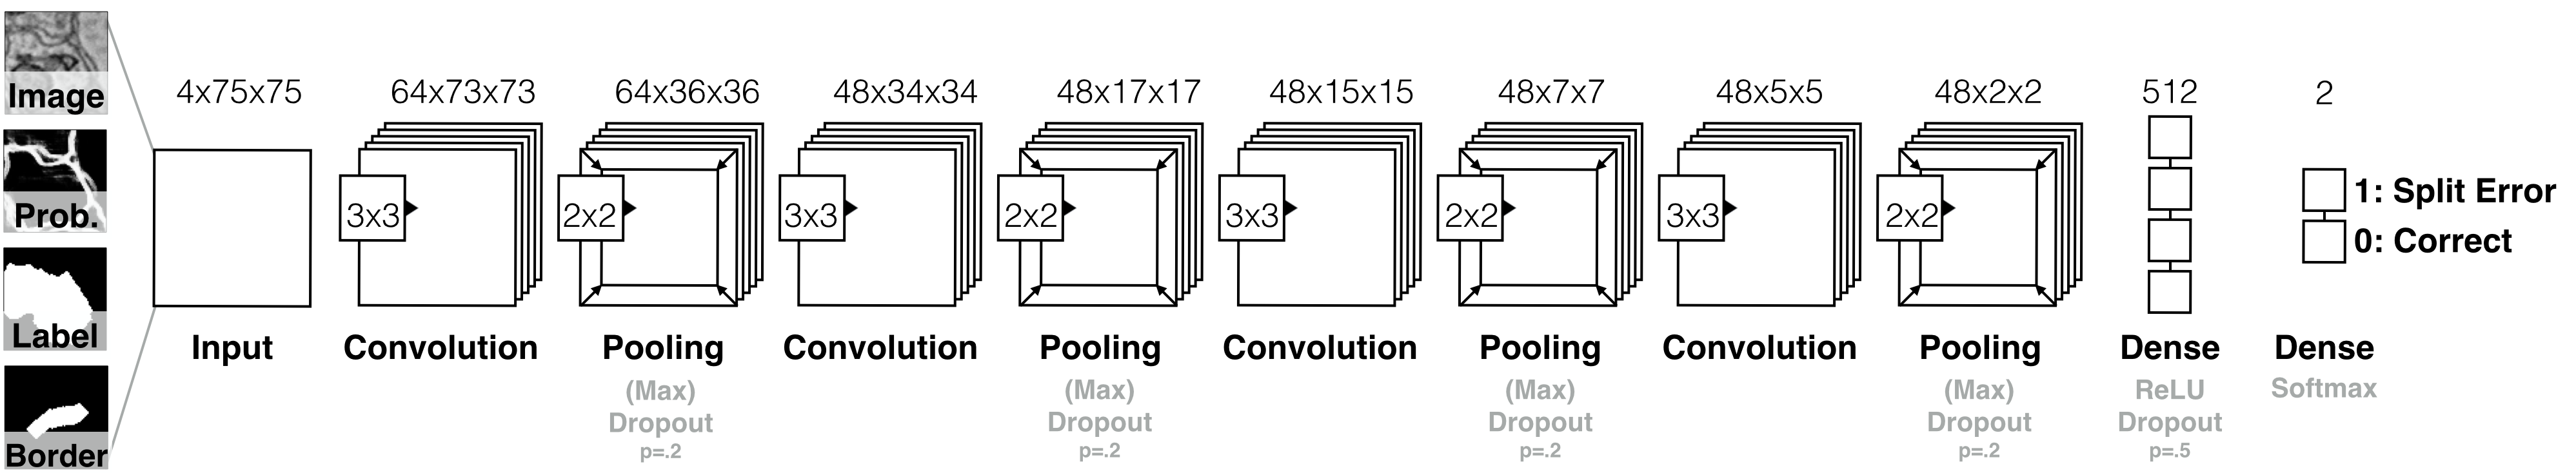 Image
Prob.
Label
Border
4x75x75
Input
64x73x73
3x3
Convolution
64x36x36
2x2
Pooling
(Max)
Dropout
p=.2
48x34x34
3x3
Convolution
48x17x17
2x2
Pooling
(Max)
Dropout
p=.2
48x15x15
3x3
Convolution
48x7x7
2x2
Pooling
(Max)
Dropout
p=.2
48x5x5
3x3
Convolution
48x2x2
2x2
Pooling
(Max)
Dropout
p=.2
512
Dense
ReLU
Dropout
p=.5
2
1: Split Error
0: Correct
Dense
Softmax